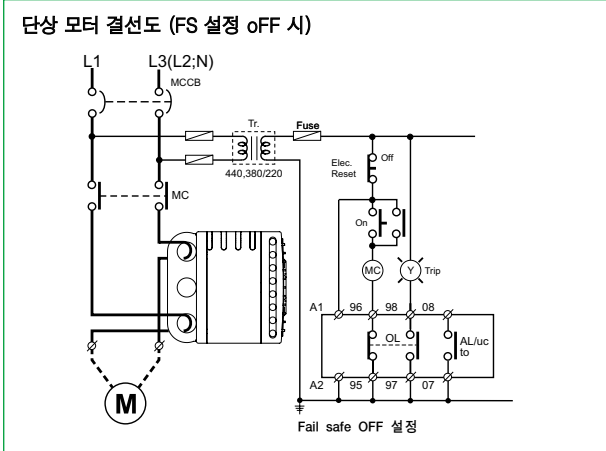 단상 모터 결선도 (FS 설정 oFF 시)
L1 L3(L2;N)
MCCB
Tr. Fuse
440,380/220
Elec. Off
Reset
MC
On
MC Y Trip
A1 96 98 08
OL AL/uc
to
A2 95 97 07
M
Fail safe OFF 설정